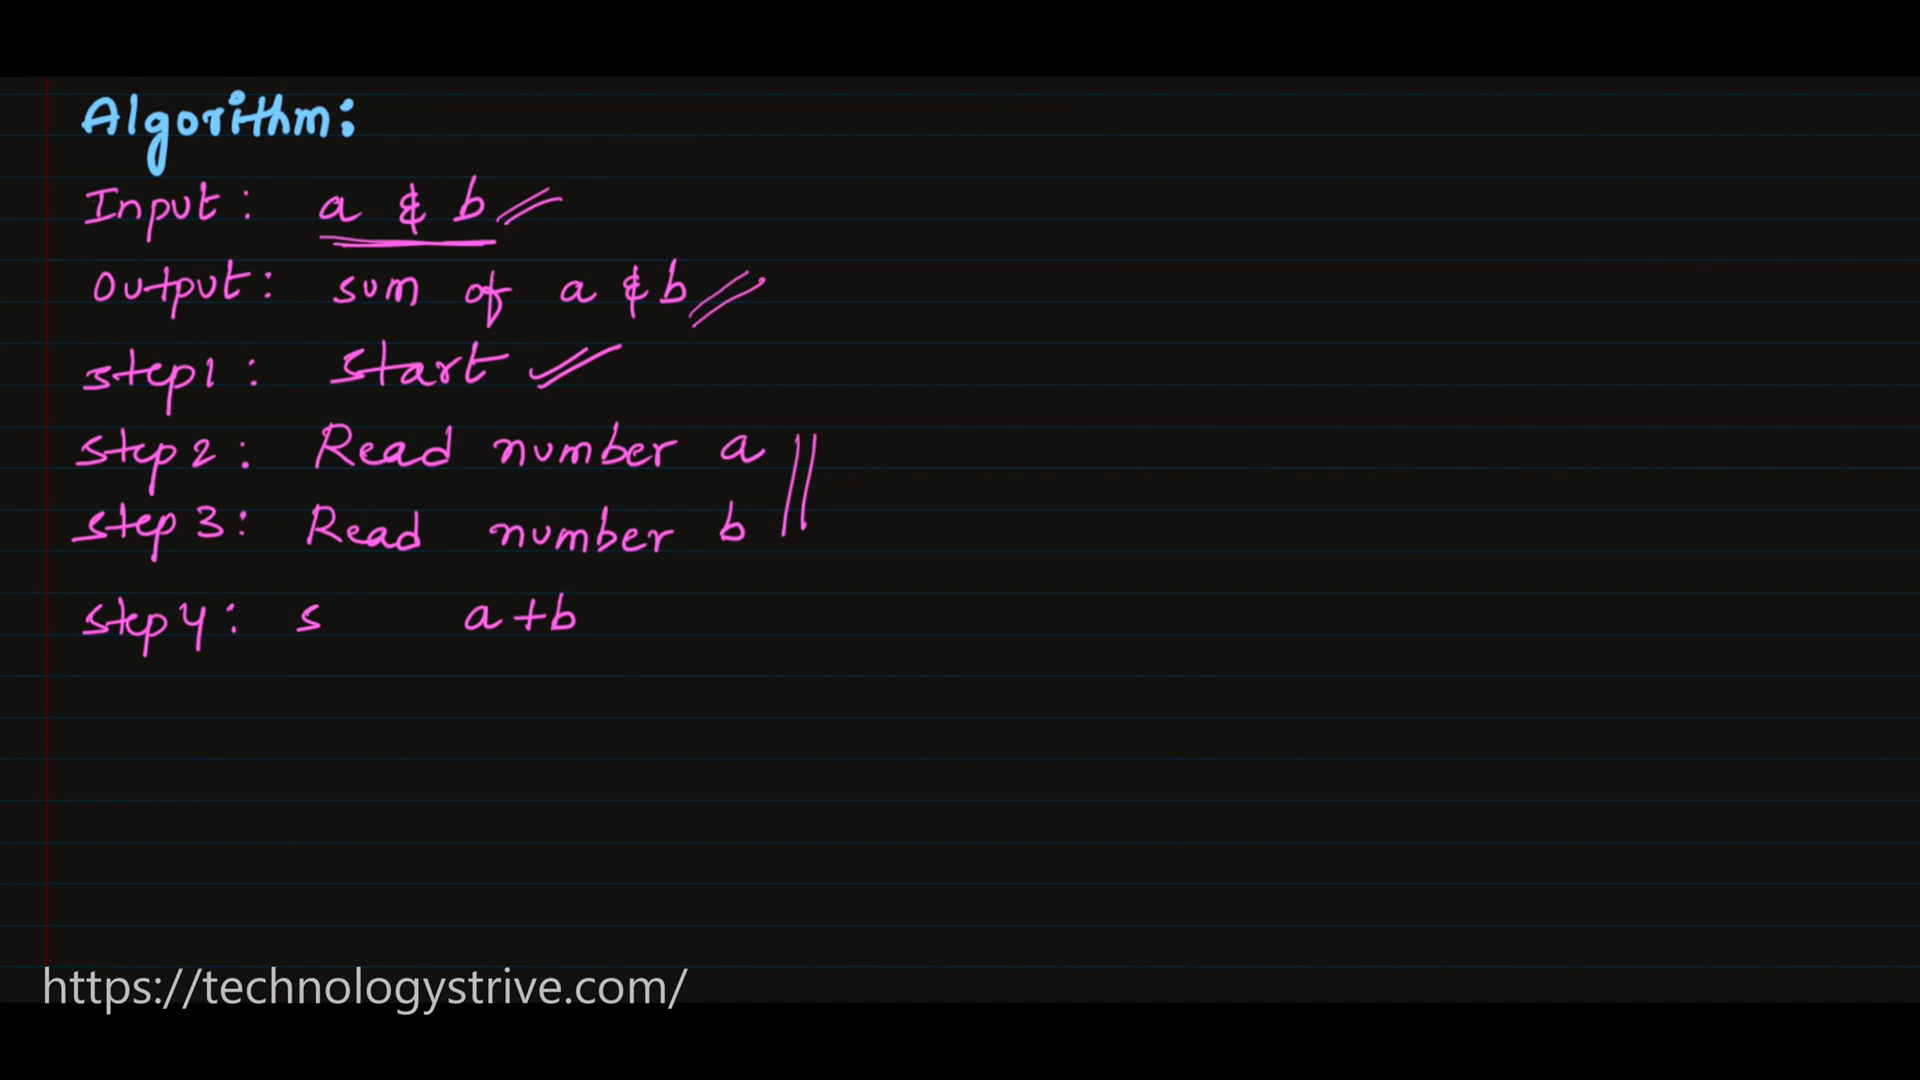 Algorithm:
Input: a & b
Output: sum of a & b
step1: start
step2: Read number a
step3: Read number b
step4: s a+b
https://technologystrive.com/